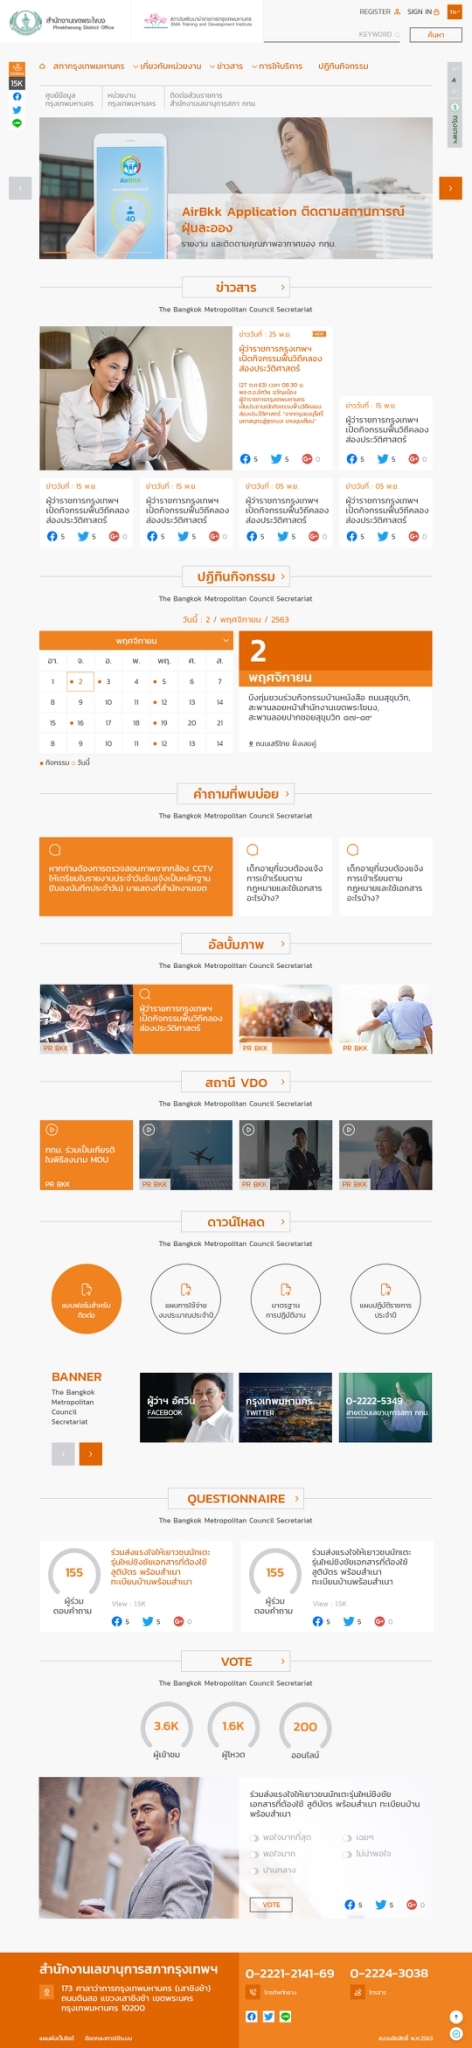 สำนักงานเขตพระโขนง
Phrakhanong District Office
สถาบันพัฒนาข้าราชการกรุงเทพมหานคร
BMA Training and Development Institute
REGISTER
SIGN IN
TH
KEYWORD
ค้นหา
15K
สภากรุงเทพมหานคร
เกี่ยวกับหน่วยงาน
ข่าวสาร
การให้บริการ
ปฏิทินกิจกรรม
A
ศูนย์ข้อมูล
กรุงเทพมหานคร
หน่วยงาน
กรุงเทพมหานคร
ติดต่อส่วนราชการ
สำนักงานเลขานุการสภา กทม.
กรุงเทพฯ
AirBKK
40
AirBkk Application ติดตามสถานการณ์
ฝุ่นละออง
รายงาน และติดตามคุณภาพอากาศของ กทม.
ข่าวสาร
The Bangkok Metropolitan Council Secretariat
ข่าววันที่ : 25 พ.ย.
NEW
ผู้ว่าราชการกรุงเทพฯ
เปิดกิจกรรมฟื้นวิถีคลอง
ส่องประวัติศาสตร์
5 5 0
ข่าววันที่ : 15 พ.ย.
ผู้ว่าราชการกรุงเทพฯ
เปิดกิจกรรมฟื้นวิถีคลอง
ส่องประวัติศาสตร์
5 5 0
ข่าววันที่ : 15 พ.ย.
ผู้ว่าราชการกรุงเทพฯ
เปิดกิจกรรมฟื้นวิถีคลอง
ส่องประวัติศาสตร์
5 5 0
ข่าววันที่ : 15 พ.ย.
ผู้ว่าราชการกรุงเทพฯ
เปิดกิจกรรมฟื้นวิถีคลอง
ส่องประวัติศาสตร์
5 5 0
ข่าววันที่ : 05 พ.ย.
ผู้ว่าราชการกรุงเทพฯ
เปิดกิจกรรมฟื้นวิถีคลอง
ส่องประวัติศาสตร์
5 5 0
ข่าววันที่ : 05 พ.ย.
ผู้ว่าราชการกรุงเทพฯ
เปิดกิจกรรมฟื้นวิถีคลอง
ส่องประวัติศาสตร์
5 5 0
ปฏิทินกิจกรรม
The Bangkok Metropolitan Council Secretariat
วันนี้ : 2 / พฤศจิกายน / 2563
พฤศจิกายน
อา. จ. อ. พ. พฤ. ศ. ส.
1 2 3 4 5 6 7
8 9 10 11 12 13 14
15 16 17 18 19 20 21
8 9 10 11 12 13 14
กิจกรรม วันนี้
2
พฤศจิกายน
บึงกุ่มชวนร่วมกิจกรรมบ้านหนังสือ ถนนสุขุมวิท,
สะพานลอยหน้าสำนักงานเขตพระโขนง,
สะพานลอยปากซอยสุขุมวิท ๘๗-๘๙
ถนนเสรีไทย ฝั่งเลขคู่
คำถามที่พบบ่อย
The Bangkok Metropolitan Council Secretariat
หากท่านต้องการตรวจสอบภาพจากกล้อง CCTV
ให้เตรียมใบรายงานประจำวันรับแจ้งเป็นหลักฐาน
(ใบลงบันทึกประจำวัน) มาแสดงที่สำนักงานเขต
เด็กอายุกี่ขวบต้องแจ้ง
การเข้าเรียนตาม
กฎหมายและใช้เอกสาร
อะไรบ้าง?
เด็กอายุกี่ขวบต้องแจ้ง
การเข้าเรียนตาม
กฎหมายและใช้เอกสาร
อะไรบ้าง?
อัลบั้มภาพ
The Bangkok Metropolitan Council Secretariat
PR BKK
ผู้ว่าราชการกรุงเทพฯ
เปิดกิจกรรมฟื้นวิถีคลอง
ส่องประวัติศาสตร์
PR BKK
PR BKK
สถานี VDO
The Bangkok Metropolitan Council Secretariat
กทม. ร่วมเป็นเกียรติ
ในพิธีลงนาม MOU
PR BKK
PR BKK
PR BKK
PR BKK
ดาวน์โหลด
The Bangkok Metropolitan Council Secretariat
แบบฟอร์มสำหรับ
ติดต่อ
แผนการใช้จ่าย
งบประมาณประจำปี
มาตรฐาน
การปฏิบัติงาน
แผนปฏิบัติราชการ
ประจำปี
BANNER
The Bangkok
Metropolitan
Council
Secretariat
ผู้ว่าฯ อัศวิน
FACEBOOK
กรุงเทพมหานคร
TWITTER
0-2222-5349
สายด่วนเลขานุการสภา กทม.
QUESTIONNAIRE
The Bangkok Metropolitan Council Secretariat
155
ผู้ร่วม
ตอบคำถาม
ร่วมส่งแรงใจให้เยาวชนนักเตะ
รุ่นใหม่ชิงชัยเอกสารที่ต้องใช้
สูติบัตร พร้อมสำเนา
ทะเบียนบ้านพร้อมสำเนา
View : 15K
5 5 0
155
ผู้ร่วม
ตอบคำถาม
ร่วมส่งแรงใจให้เยาวชนนักเตะ
รุ่นใหม่ชิงชัยเอกสารที่ต้องใช้
สูติบัตร พร้อมสำเนา
ทะเบียนบ้านพร้อมสำเนา
View : 15K
5 5 0
VOTE
The Bangkok Metropolitan Council Secretariat
3.6K
ผู้เข้าชม
1.6K
ผู้โหวต
200
ออนไลน์
ร่วมส่งแรงใจให้เยาวชนนักเตะรุ่นใหม่ชิงชัย
เอกสารที่ต้องใช้ สูติบัตร พร้อมสำเนา ทะเบียนบ้าน
พร้อมสำเนา
พอใจมากที่สุด
เฉยๆ
พอใจมาก
ไม่น่าพอใจ
ปานกลาง
VOTE
5 5 0
สำนักงานเลขานุการสภากรุงเทพฯ
173 ศาลาว่าการกรุงเทพมหานคร (เสาชิงช้า)
ถนนดินสอ แขวงเสาชิงช้า เขตพระนคร
กรุงเทพมหานคร 10200
0-2221-2141-69
โทรศัพท์กลาง
0-2224-3038
โทรสาร
แผนผังเว็บไซต์
ข้อตกลงการใช้ระบบ
สงวนลิขสิทธิ์ พ.ศ.2563